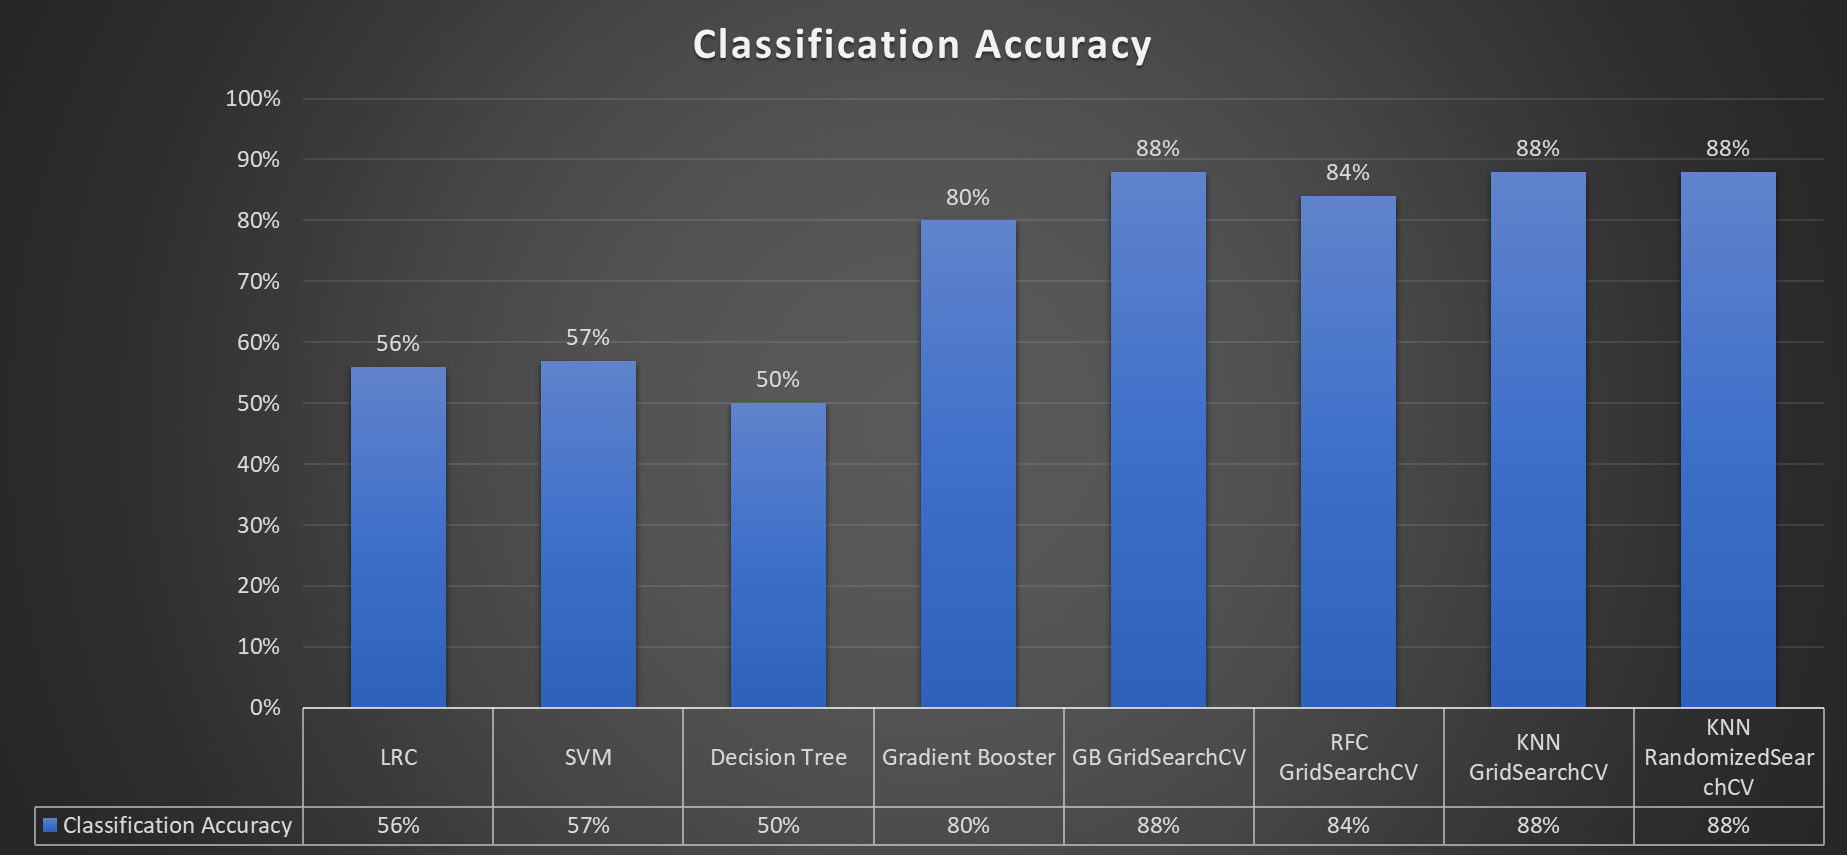 Classification Accuracy
100%
90%
80%
70%
60%
50%
40%
30%
20%
10%
0%
56%
57%
50%
80%
88%
84%
88%
88%
LRC
SVM
Decision Tree
Gradient Booster
GB GridSearchCV
RFC
GridSearchCV
KNN
GridSearchCV
KNN
RandomizedSear
chCV
Classification Accuracy 56% 57% 50% 80% 88% 84% 88% 88%